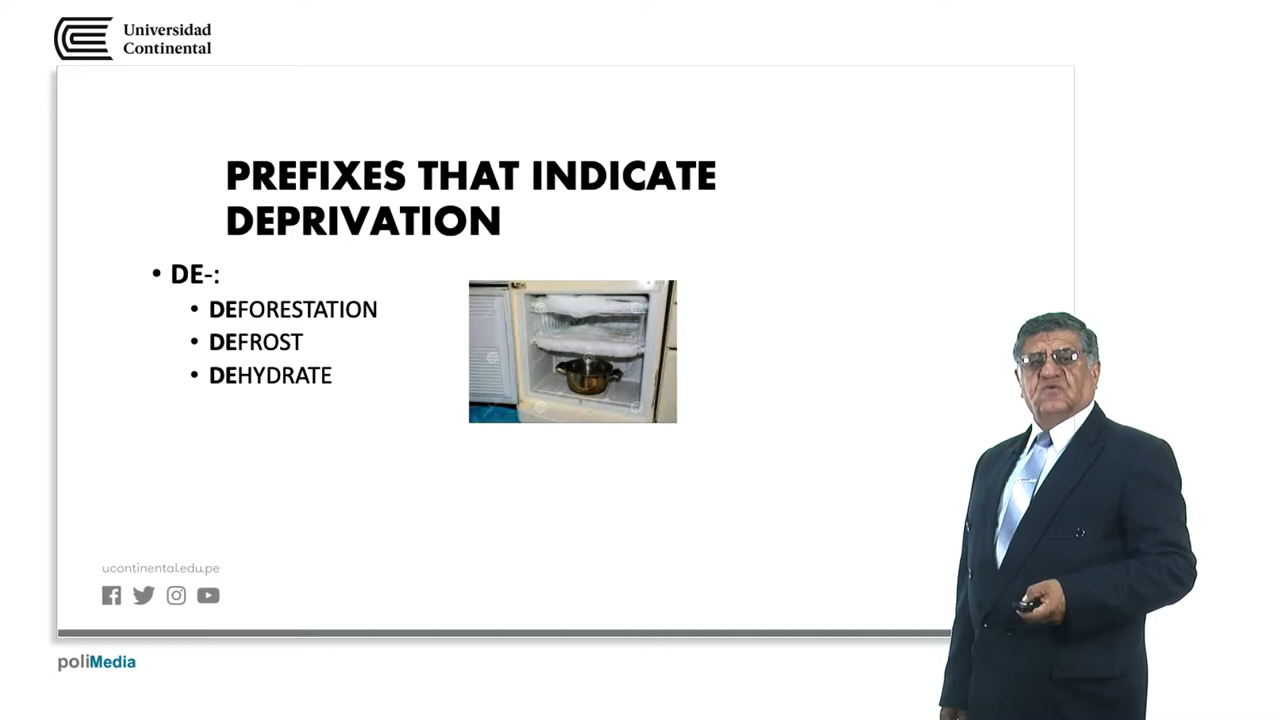 Universidad
Continental
PREFIXES THAT INDICATE
DEPRIVATION
• DE-:
• DEFORESTATION
• DEFROST
• DEHYDRATE
ucontinental.edu.pe
poliMedia